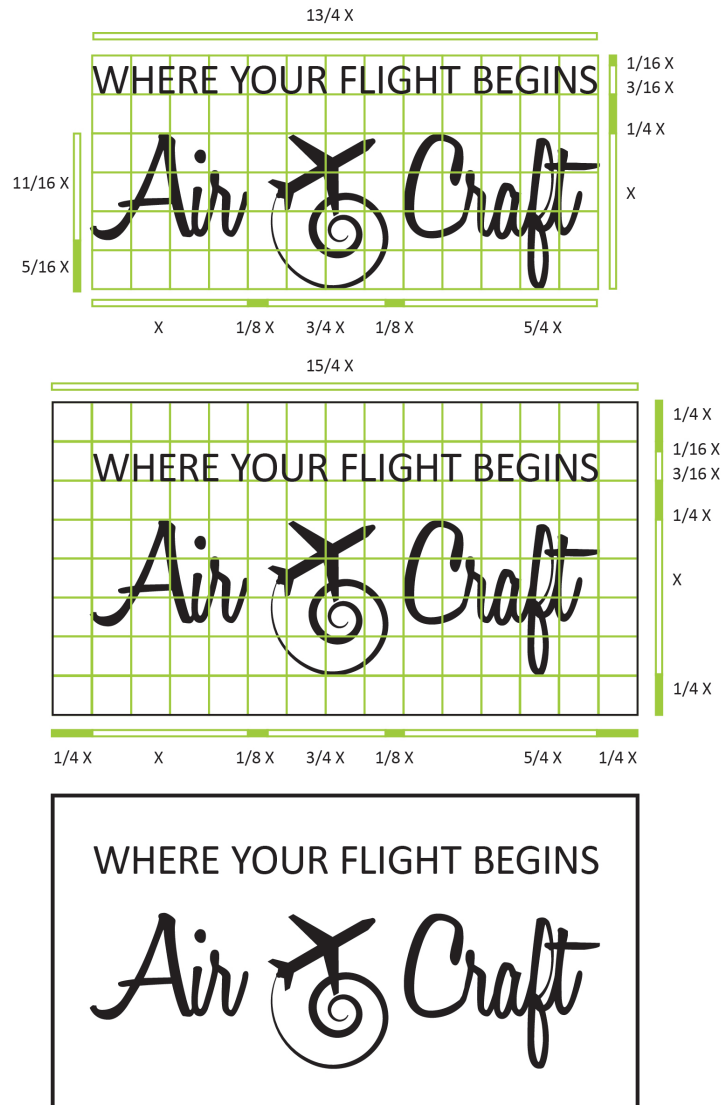 13/4 X
WHERE YOUR FLIGHT BEGINS
1/16 X
3/16 X
1/4 X
Air Craft
11/16 X
X
5/16 X
X 1/8 X 3/4 X 1/8 X 5/4 X
15/4 X
1/4 X
WHERE YOUR FLIGHT BEGINS
1/16 X
3/16 X
1/4 X
Air Craft
X
1/4 X
1/4 X X 1/8 X 3/4 X 1/8 X 5/4 X 1/4 X
WHERE YOUR FLIGHT BEGINS
Air Craft